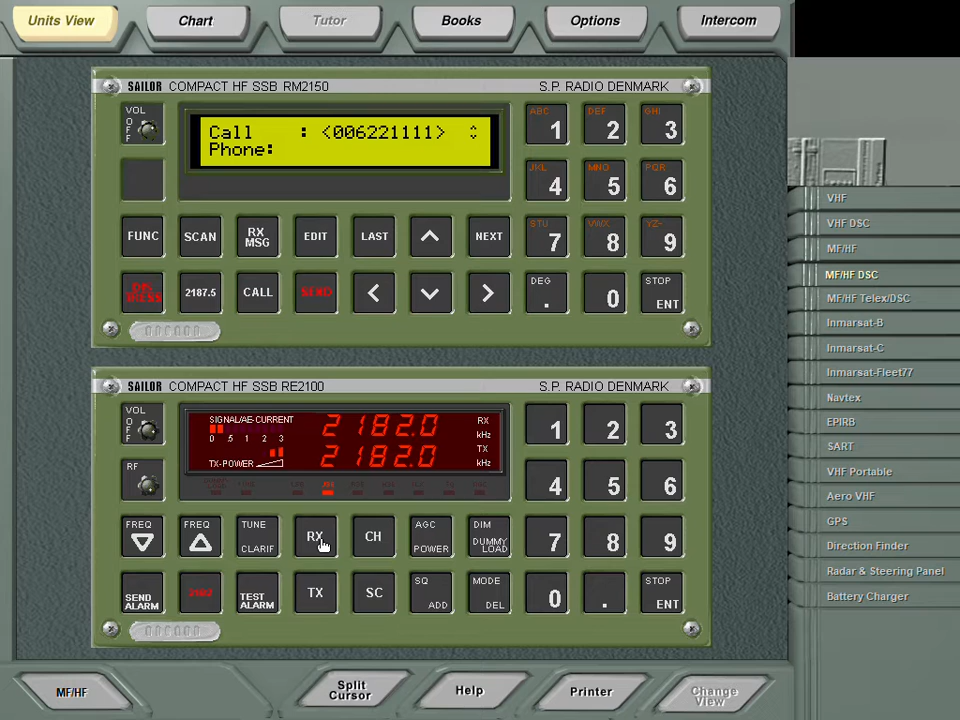 Units View
Chart
Tutor
Books
Options
Intercom
SAILOR COMPACT HF SSB RM2150
S.P. RADIO DENMARK
VOL
OFF
Call : <006221111>
Phone:
ABC 1
DEF 2
GHI 3
JKL 4
MNO 5
PQR 6
FUNC
SCAN
RX MSG
EDIT
LAST
NEXT
STU 7
VWX 8
YZ- 9
DIS TRESS
2187.5
CALL
SEND
DEG .
0
STOP ENT
SAILOR COMPACT HF SSB RE2100
S.P. RADIO DENMARK
VOL
OFF
SIGNAL/AE-CURRENT
0 .5 1 2 3
2182.0 RX kHz
2182.0 TX kHz
TX-POWER
1
2
3
RF
4
5
6
FREQ
FREQ
TUNE CLARIF
RX
CH
AGC POWER
DIM DUMMY LOAD
7
8
9
SEND ALARM
2182
TEST ALARM
TX
SC
SQ ADD
MODE DEL
0
.
STOP ENT
VHF
VHF DSC
MF/HF
MF/HF DSC
MF/HF Telex/DSC
Inmarsat-B
Inmarsat-C
Inmarsat-Fleet77
Navtex
EPIRB
SART
VHF Portable
Aero VHF
GPS
Direction Finder
Radar & Steering Panel
Battery Charger
MF/HF
Split Cursor
Help
Printer
Change View